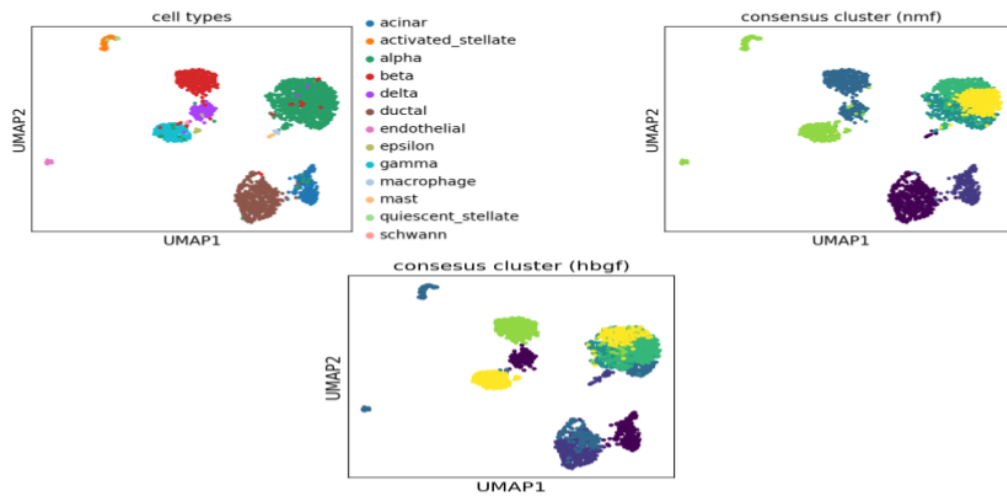 cell types
UMAP2
UMAP1
acinar
activated_stellate
alpha
beta
delta
ductal
endothelial
epsilon
gamma
macrophage
mast
quiescent_stellate
schwann
consensus cluster (nmf)
UMAP2
UMAP1
consesus cluster (hbgf)
UMAP2
UMAP1